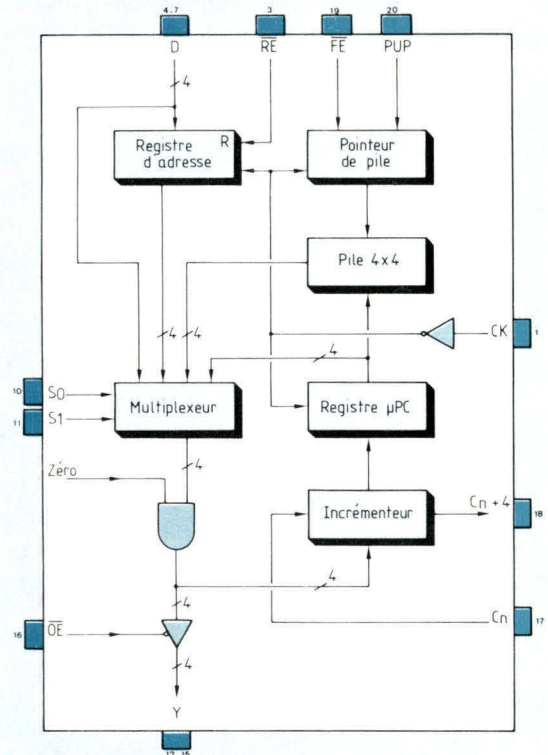 4.7 3 19 20
D RE FE PUP
4
Registre d'adresse R
Pointeur de pile
Pile 4x4
4 4
CK 1
4
10 S0
11 S1
Multiplexeur
Registre µPC
Zéro
4
Incrémenteur
Cn + 4 18
4
4
16 OE
Cn 17
4
Y
12.15